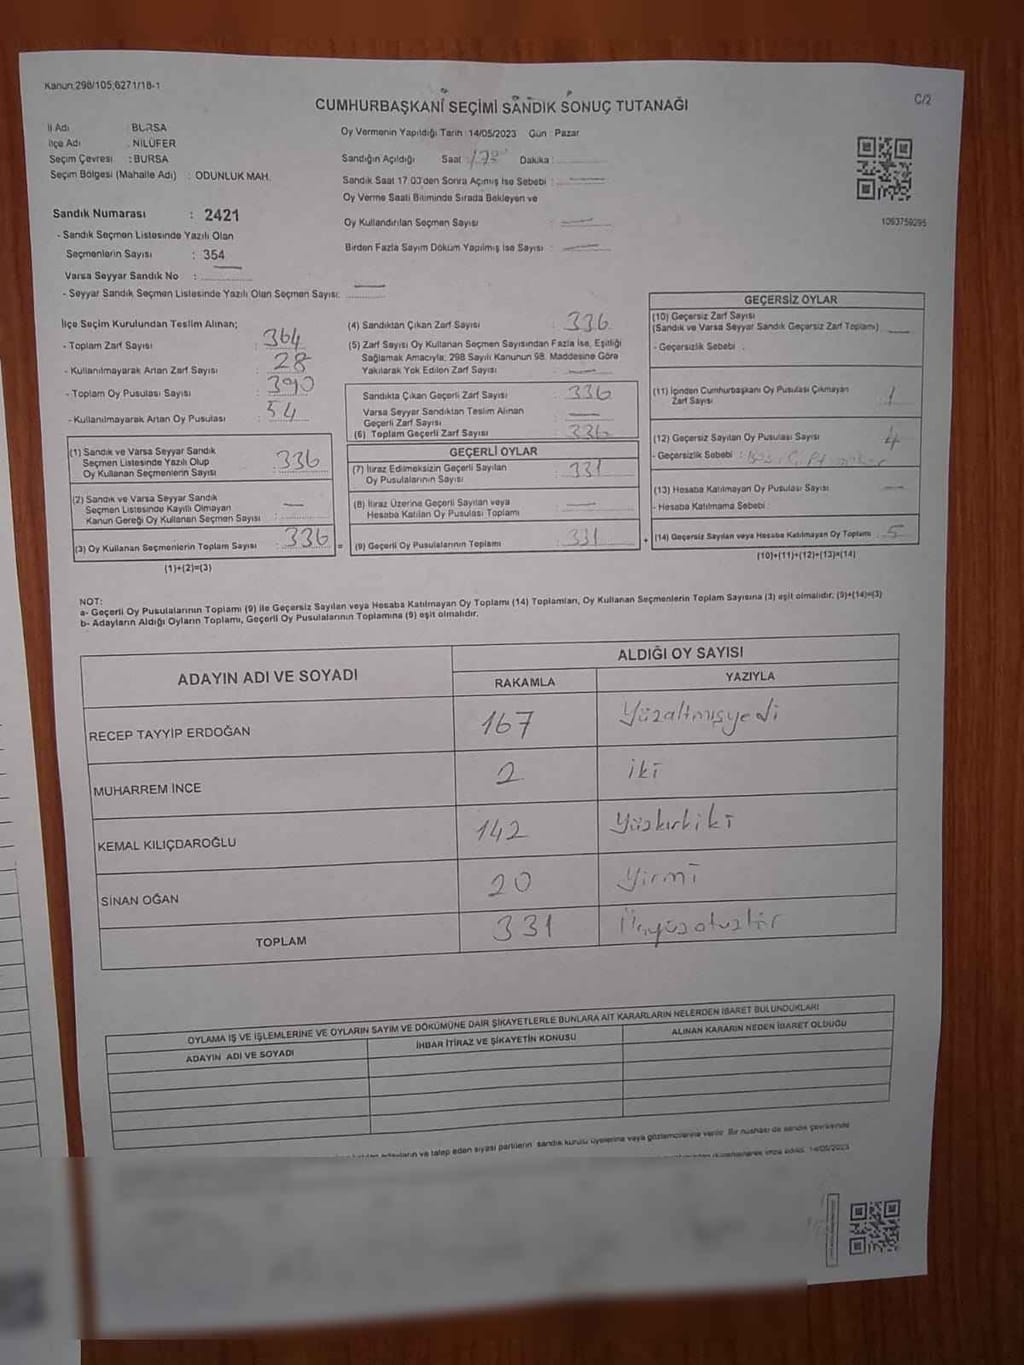 Kanun:298/105,6271/18-1
C/2
CUMHURBAŞKANI SEÇİMİ SANDIK SONUÇ TUTANAĞI
İl Adı BURSA
İlçe Adı : NİLÜFER
Seçim Çevresi : BURSA
Seçim Bölgesi (Mahalle Adı) : ODUNLUK MAH.
Sandık Numarası : 2421
- Sandık Seçmen Listesinde Yazılı Olan
Seçmenlerin Sayısı : 354
Varsa Seyyar Sandık No :
- Seyyar Sandık Seçmen Listesinde Yazılı Olan Seçmen Sayısı:
Oy Vermenin Yapıldığı Tarih : 14/05/2023 Gün : Pazar
Sandığın Açıldığı Saat : Dakika :
Sandık Saat 17.00'den Sonra Açılmış İse Sebebi :
Oy Verme Saati Bitiminde Sırada Bekleyen ve
Oy Kullandırılan Seçmen Sayısı :
Birden Fazla Sayım Döküm Yapılmış İse Sayısı :
1093759295
İlçe Seçim Kurulundan Teslim Alınan;
- Toplam Zarf Sayısı : 364
- Kullanılmayarak Artan Zarf Sayısı : 28
- Toplam Oy Pusulası Sayısı : 390
- Kullanılmayarak Artan Oy Pusulası : 54
(1) Sandık ve Varsa Seyyar Sandık
Seçmen Listesinde Yazılı Olup
Oy Kullanan Seçmenlerin Sayısı : 336
(2) Sandık ve Varsa Seyyar Sandık
Seçmen Listesinde Kayıtlı Olmayan
Kanun Gereği Oy Kullanan Seçmen Sayısı :
(3) Oy Kullanan Seçmenlerin Toplam Sayısı : 336 =
(1)+(2)=(3)
(4) Sandıktan Çıkan Zarf Sayısı : 336
(5) Zarf Sayısı Oy Kullanan Seçmen Sayısından Fazla İse, Eşitliği
Sağlamak Amacıyla; 298 Sayılı Kanunun 98. Maddesine Göre
Yakılarak Yok Edilen Zarf Sayısı :
Sandıkta Çıkan Geçerli Zarf Sayısı : 336
Varsa Seyyar Sandıktan Teslim Alınan
Geçerli Zarf Sayısı :
(6) Toplam Geçerli Zarf Sayısı : 336
GEÇERLİ OYLAR
(7) İtiraz Edilmeksizin Geçerli Sayılan
Oy Pusulalarının Sayısı : 331
(8) İtiraz Üzerine Geçerli Sayılan veya
Hesaba Katılan Oy Pusulası Toplamı :
(9) Geçerli Oy Pusulalarının Toplamı : 331 +
GEÇERSİZ OYLAR
(10) Geçersiz Zarf Sayısı
(Sandık ve Varsa Seyyar Sandık Geçersiz Zarf Toplamı) :
- Geçersizlik Sebebi :
(11) İçinden Cumhurbaşkanı Oy Pusulası Çıkmayan
Zarf Sayısı : 1
(12) Geçersiz Sayılan Oy Pusulası Sayısı : 4
- Geçersizlik Sebebi :
(13) Hesaba Katılmayan Oy Pusulası Sayısı :
- Hesaba Katılmama Sebebi :
(14) Geçersiz Sayılan veya Hesaba Katılmayan Oy Toplamı : 5
(10)+(11)+(12)+(13)=(14)
NOT:
a- Geçerli Oy Pusulalarının Toplamı (9) ile Geçersiz Sayılan veya Hesaba Katılmayan Oy Toplamı (14) Toplamları, Oy Kullanan Seçmenlerin Toplam Sayısına (3) eşit olmalıdır. (9)+(14)=(3)
b- Adayların Aldığı Oyların Toplamı, Geçerli Oy Pusulalarının Toplamına (9) eşit olmalıdır.
ADAYIN ADI VE SOYADI
ALDIĞI OY SAYISI
RAKAMLA YAZIYLA
RECEP TAYYİP ERDOĞAN 167 Yüzaltmışyedi
MUHARREM İNCE 2 iki
KEMAL KILIÇDAROĞLU 142 Yüzkırkiki
SİNAN OĞAN 20 Yirmi
TOPLAM 331 Üçyüzotuzbir
OYLAMA İŞ VE İŞLEMLERİNE VE OYLARIN SAYIM VE DÖKÜMÜNE DAİR ŞİKAYETLERLE BUNLARA AİT KARARLARIN NELERDEN İBARET BULUNDUKLARI
ADAYIN ADI VE SOYADI İHBAR İTİRAZ VE ŞİKAYETİN KONUSU ALINAN KARARIN NEDEN İBARET OLDUĞU
ve talep eden siyasi partilerin sandık kurulu üyelerine veya gözlemcilerine verilir. Bir nüshası da sandık çevresinde
imza edildi. 14/05/2023